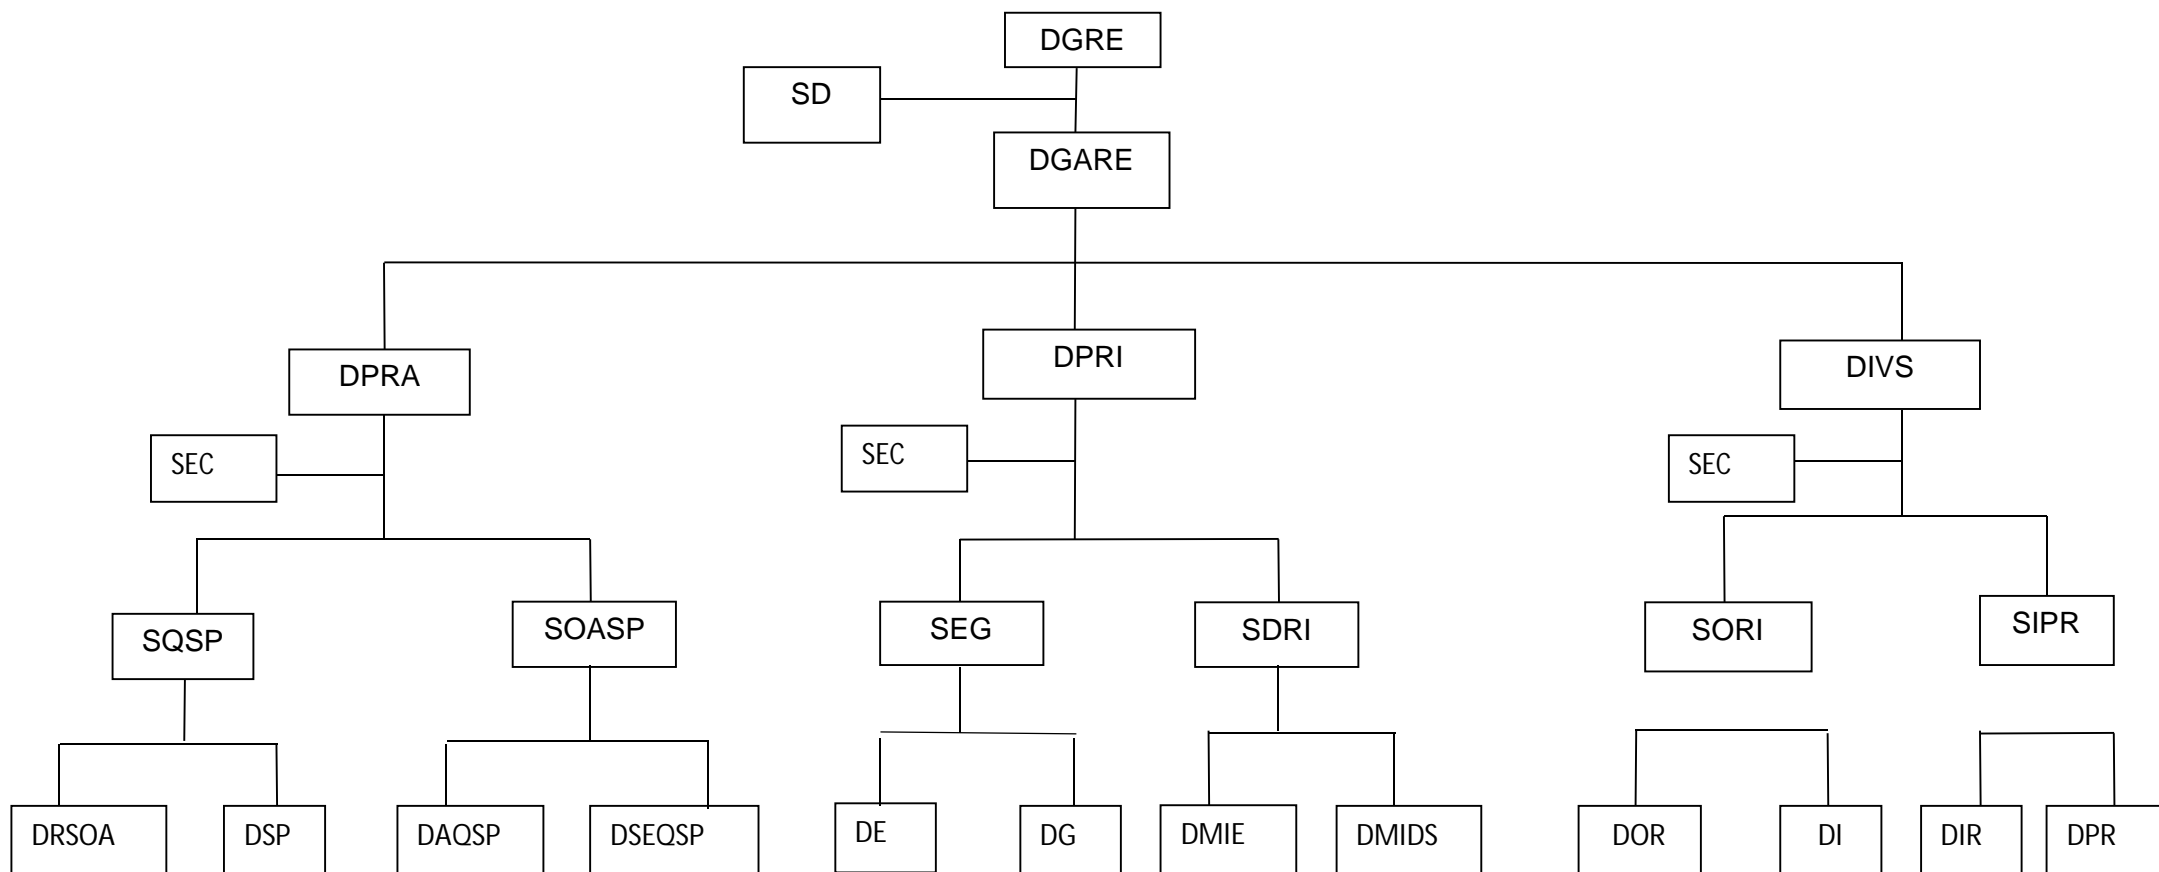 DGRE
SD
DGARE
DPRA
DPRI
DIVS
SEC
SEC
SEC
SQSP
SOASP
SEG
SDRI
SORI
SIPR
DRSOA
DSP
DAQSP
DSEQSP
DE
DG
DMIE
DMIDS
DOR
DI
DIR
DPR